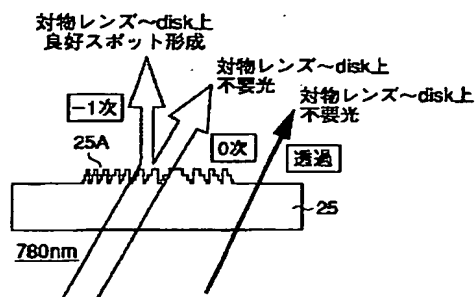 対物レンズ〜disk上
良好スポット形成
対物レンズ〜disk上
不要光
対物レンズ〜disk上
不要光
−1次
25A
0次
透過
25
780nm